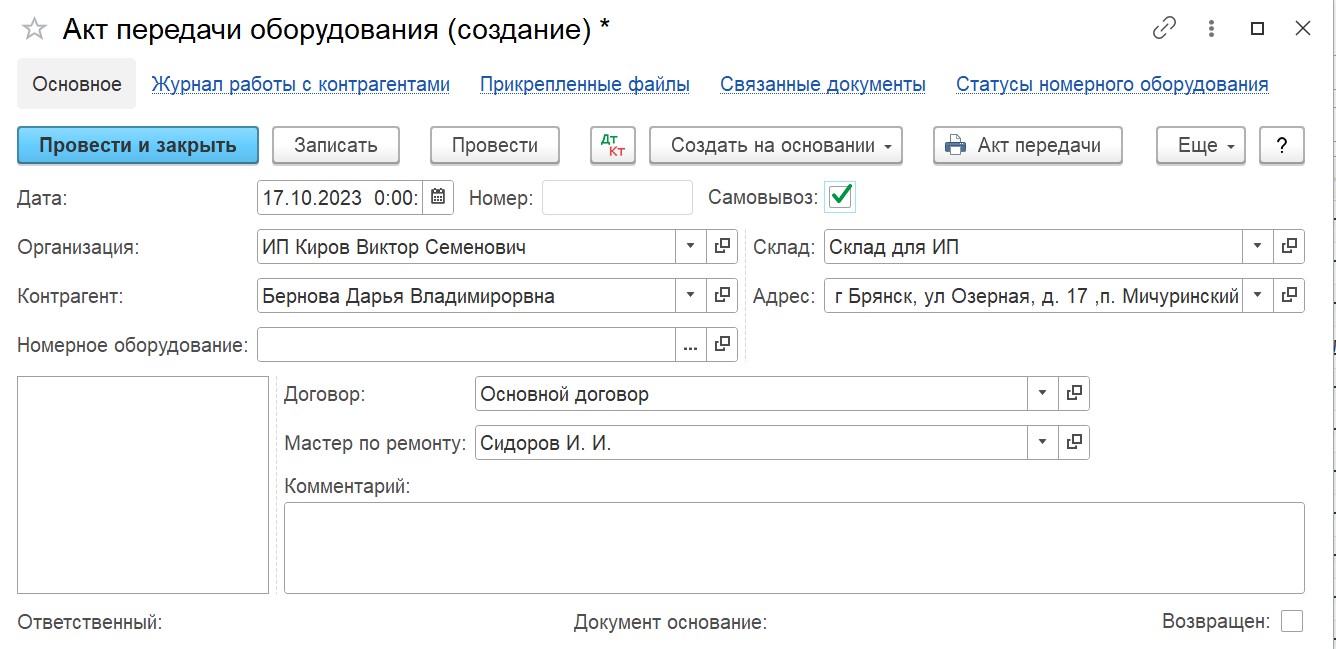 Акт передачи оборудования (создание) *
Основное Журнал работы с контрагентами Прикрепленные файлы Связанные документы Статусы номерного оборудования
Провести и закрыть Записать Провести Дт Кт Создать на основании Акт передачи Еще ?
Дата: 17.10.2023 0:00: Номер: Самовывоз:
Организация: ИП Киров Виктор Семенович Склад: Склад для ИП
Контрагент: Бернова Дарья Владимирорвна Адрес: г Брянск, ул Озерная, д. 17 ,п. Мичуринский
Номерное оборудование: ...
Договор: Основной договор
Мастер по ремонту: Сидоров И. И.
Комментарий:
Ответственный: Документ основание: Возвращен: